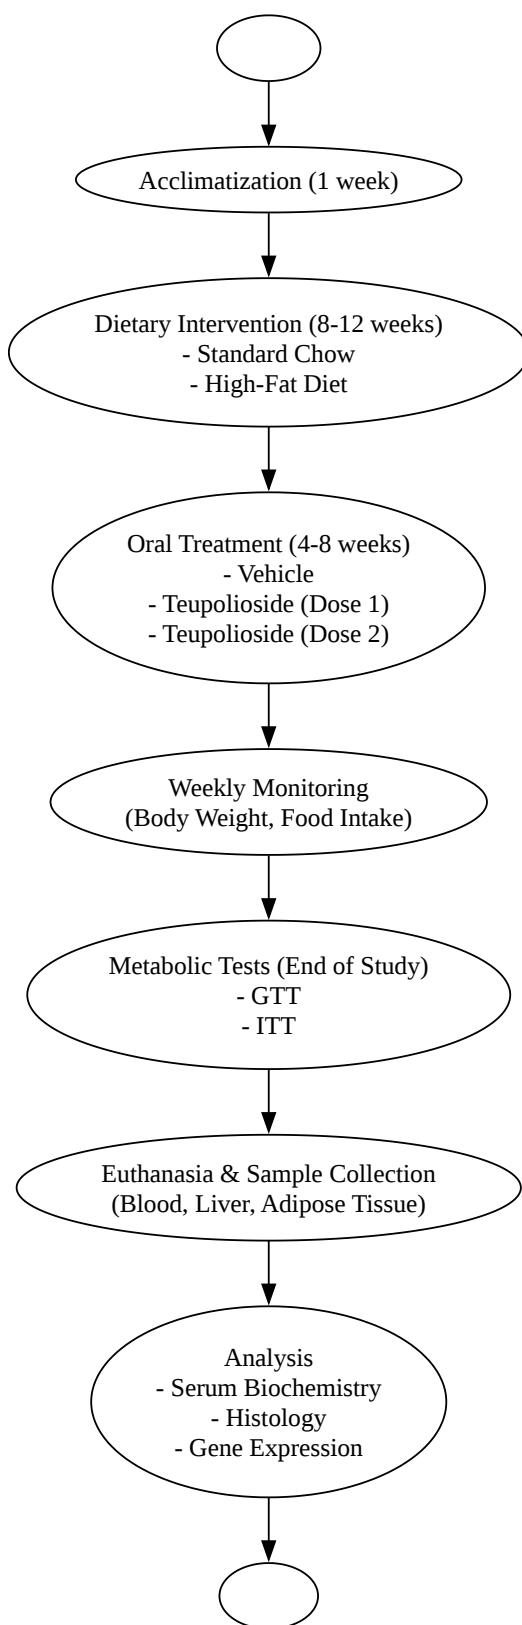 Acclimatization (1 week)
Dietary Intervention (8-12 weeks)
- Standard Chow
- High-Fat Diet
Oral Treatment (4-8 weeks)
- Vehicle
- Teupolioside (Dose 1)
- Teupolioside (Dose 2)
Weekly Monitoring
(Body Weight, Food Intake)
Metabolic Tests (End of Study)
- GTT
- ITT
Euthanasia & Sample Collection
(Blood, Liver, Adipose Tissue)
Analysis
- Serum Biochemistry
- Histology
- Gene Expression